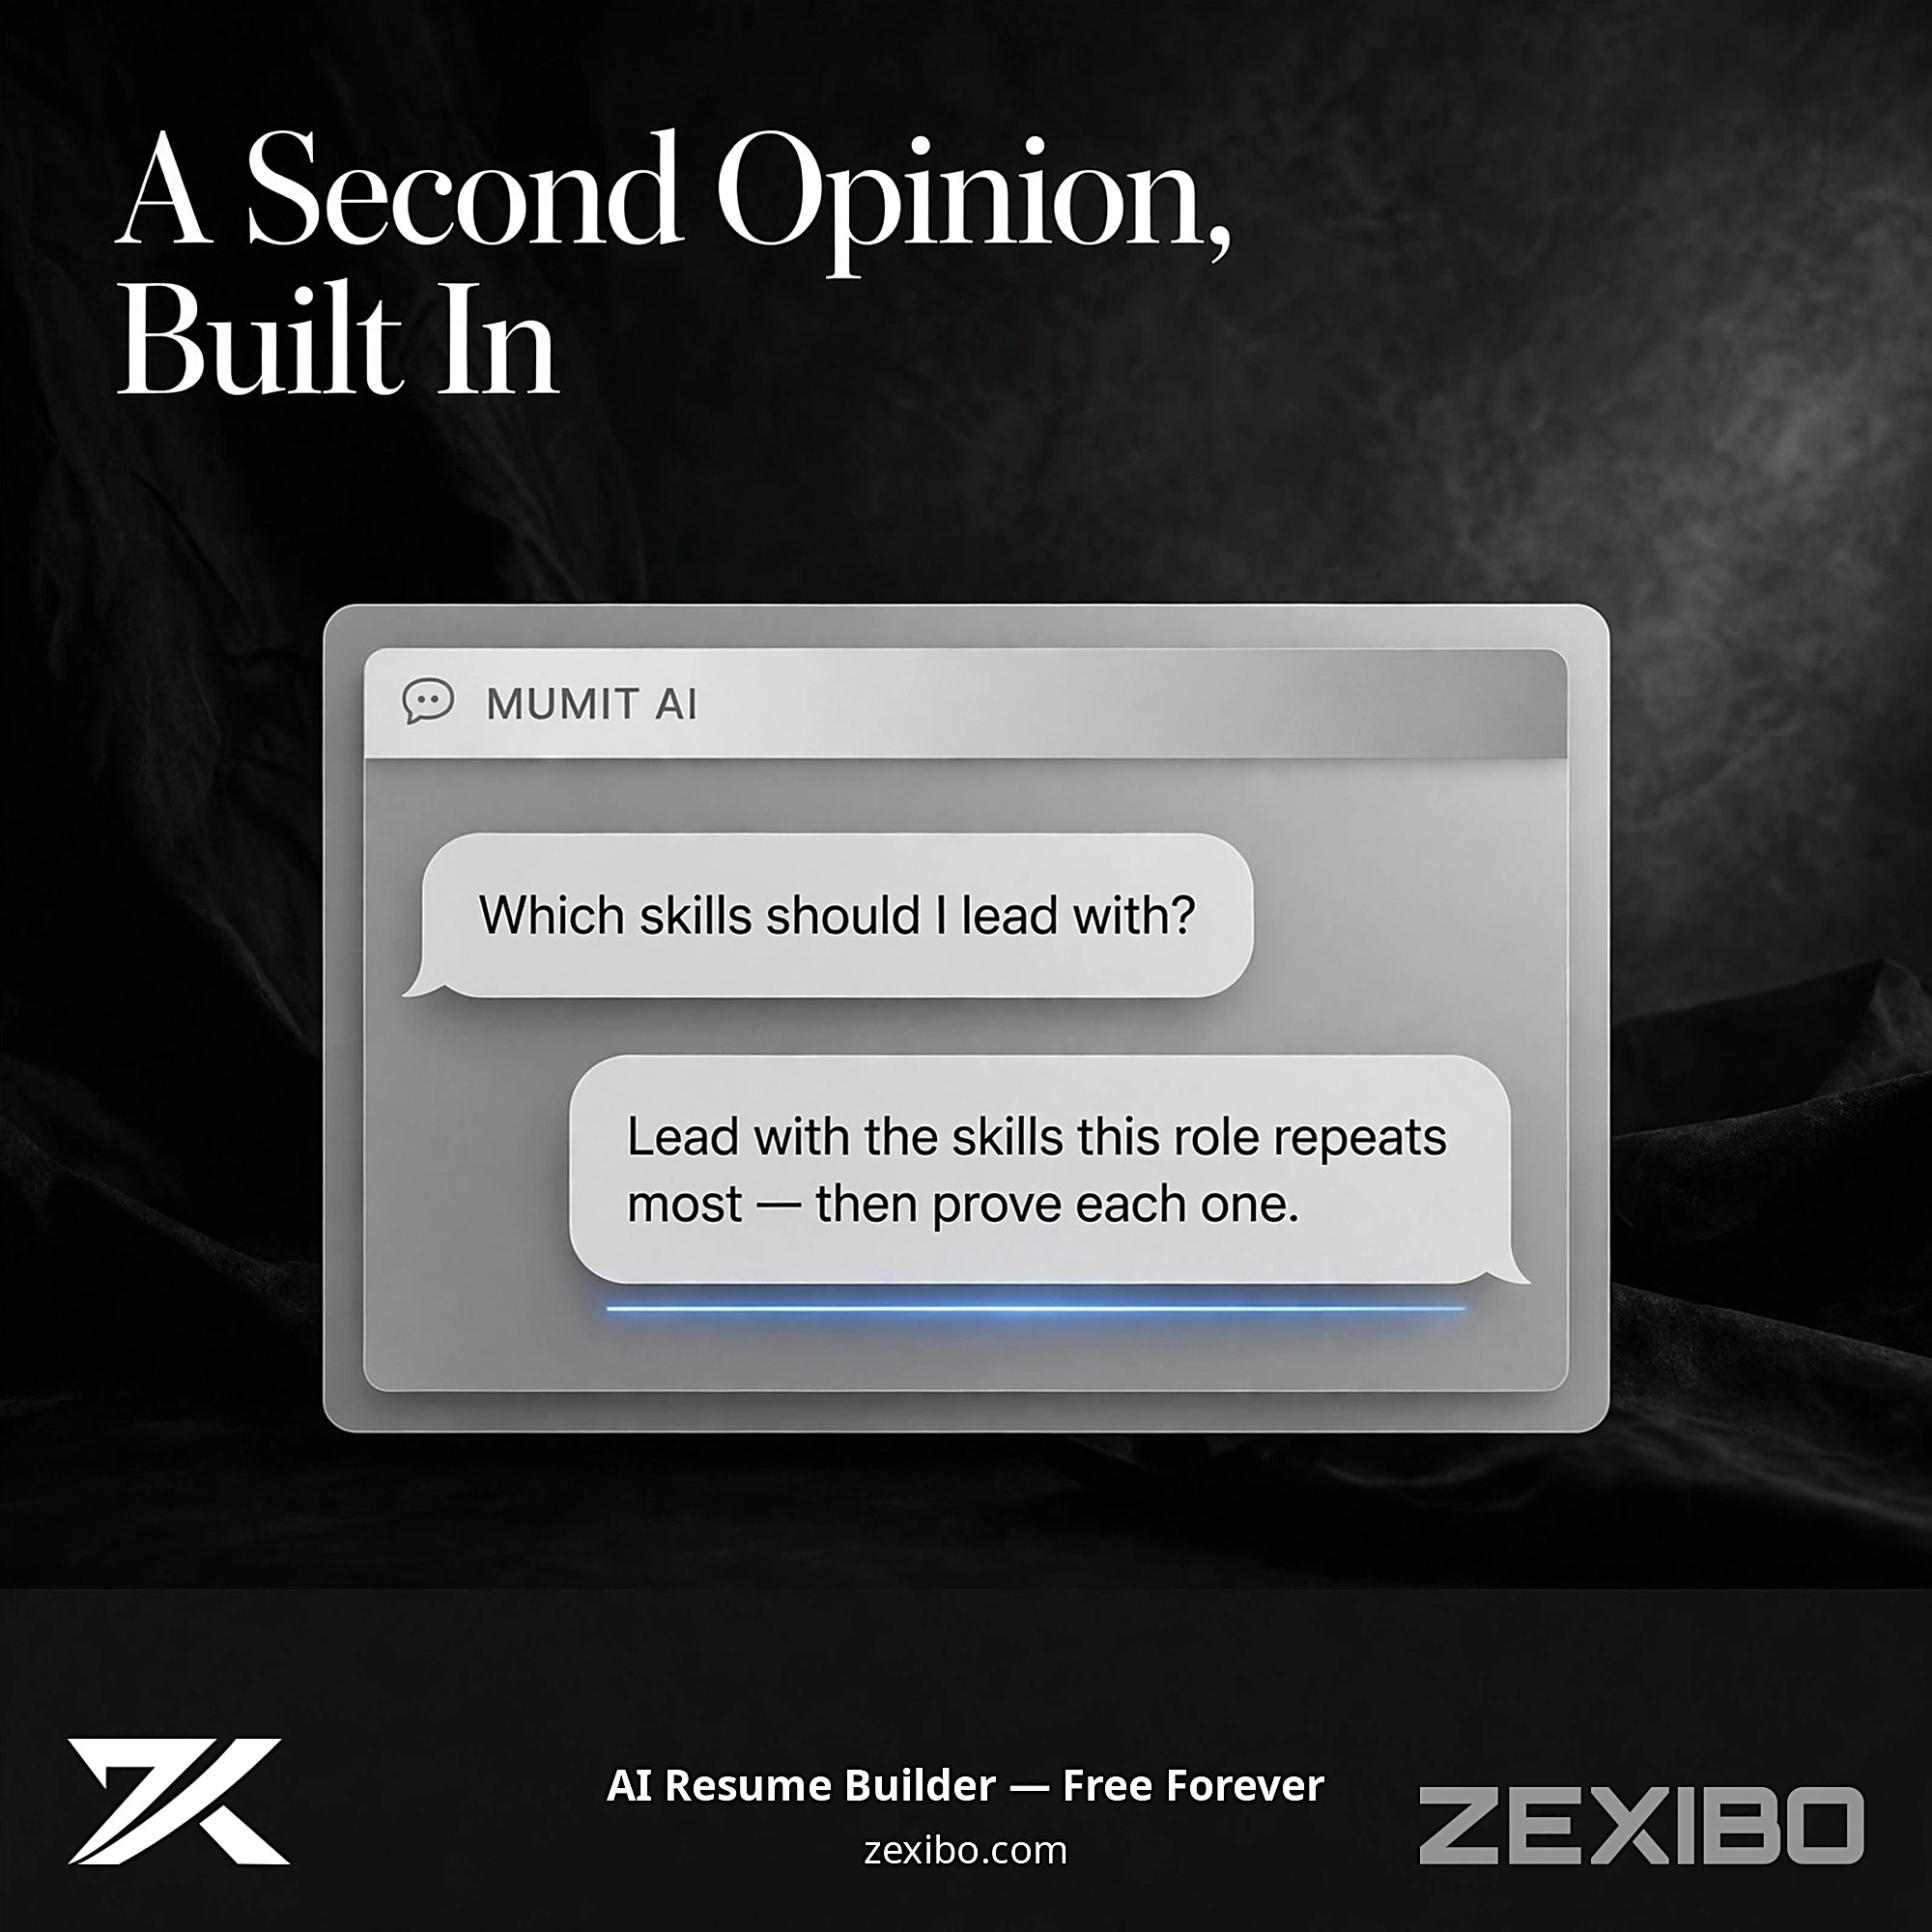 A Second Opinion,
Built In
MUMIT AI
Which skills should I lead with?
Lead with the skills this role repeats
most — then prove each one.
AI Resume Builder — Free Forever
zexibo.com
ZEXIBO